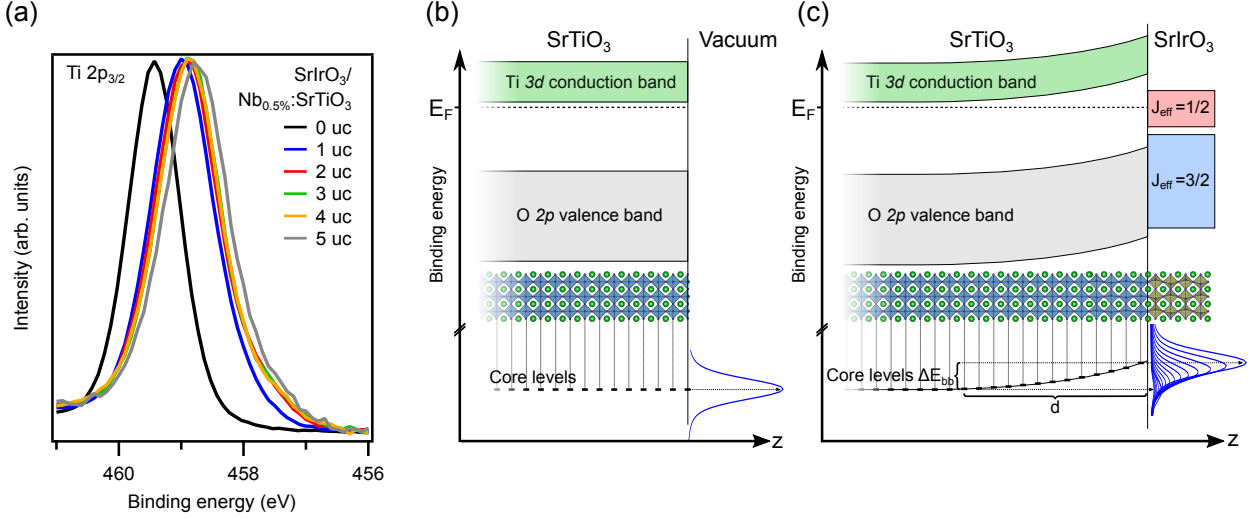 (a)
Ti 2p3/2
SrIrO3/
Nb0.5%:SrTiO3
0 uc
1 uc
2 uc
3 uc
4 uc
5 uc
Intensity (arb. units)
460
458
456
Binding energy (eV)
(b)
SrTiO3
Vacuum
Ti 3d conduction band
EF
Binding energy
O 2p valence band
Core levels
z
(c)
SrTiO3
SrIrO3
Ti 3d conduction band
EF
Jeff=1/2
Binding energy
Jeff=3/2
O 2p valence band
Core levels ΔEbb
d
z